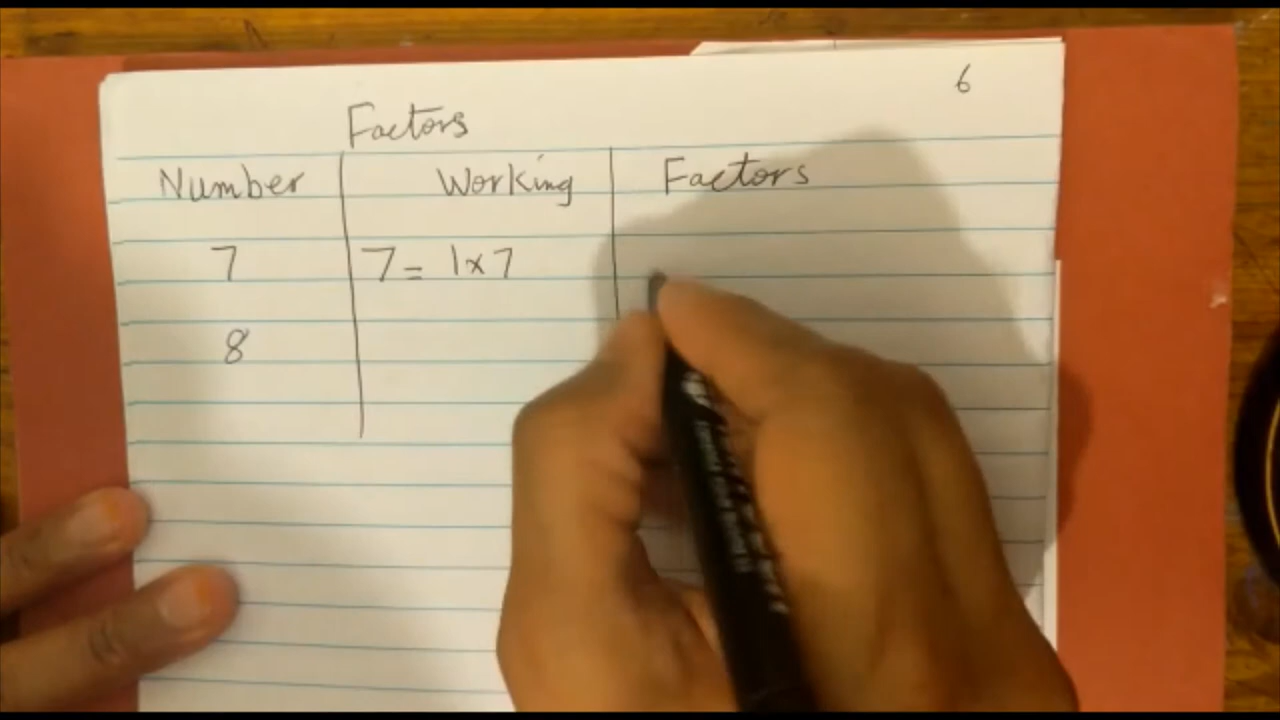 6
Factors
Number Working Factors
7 7 = 1 x 7
8